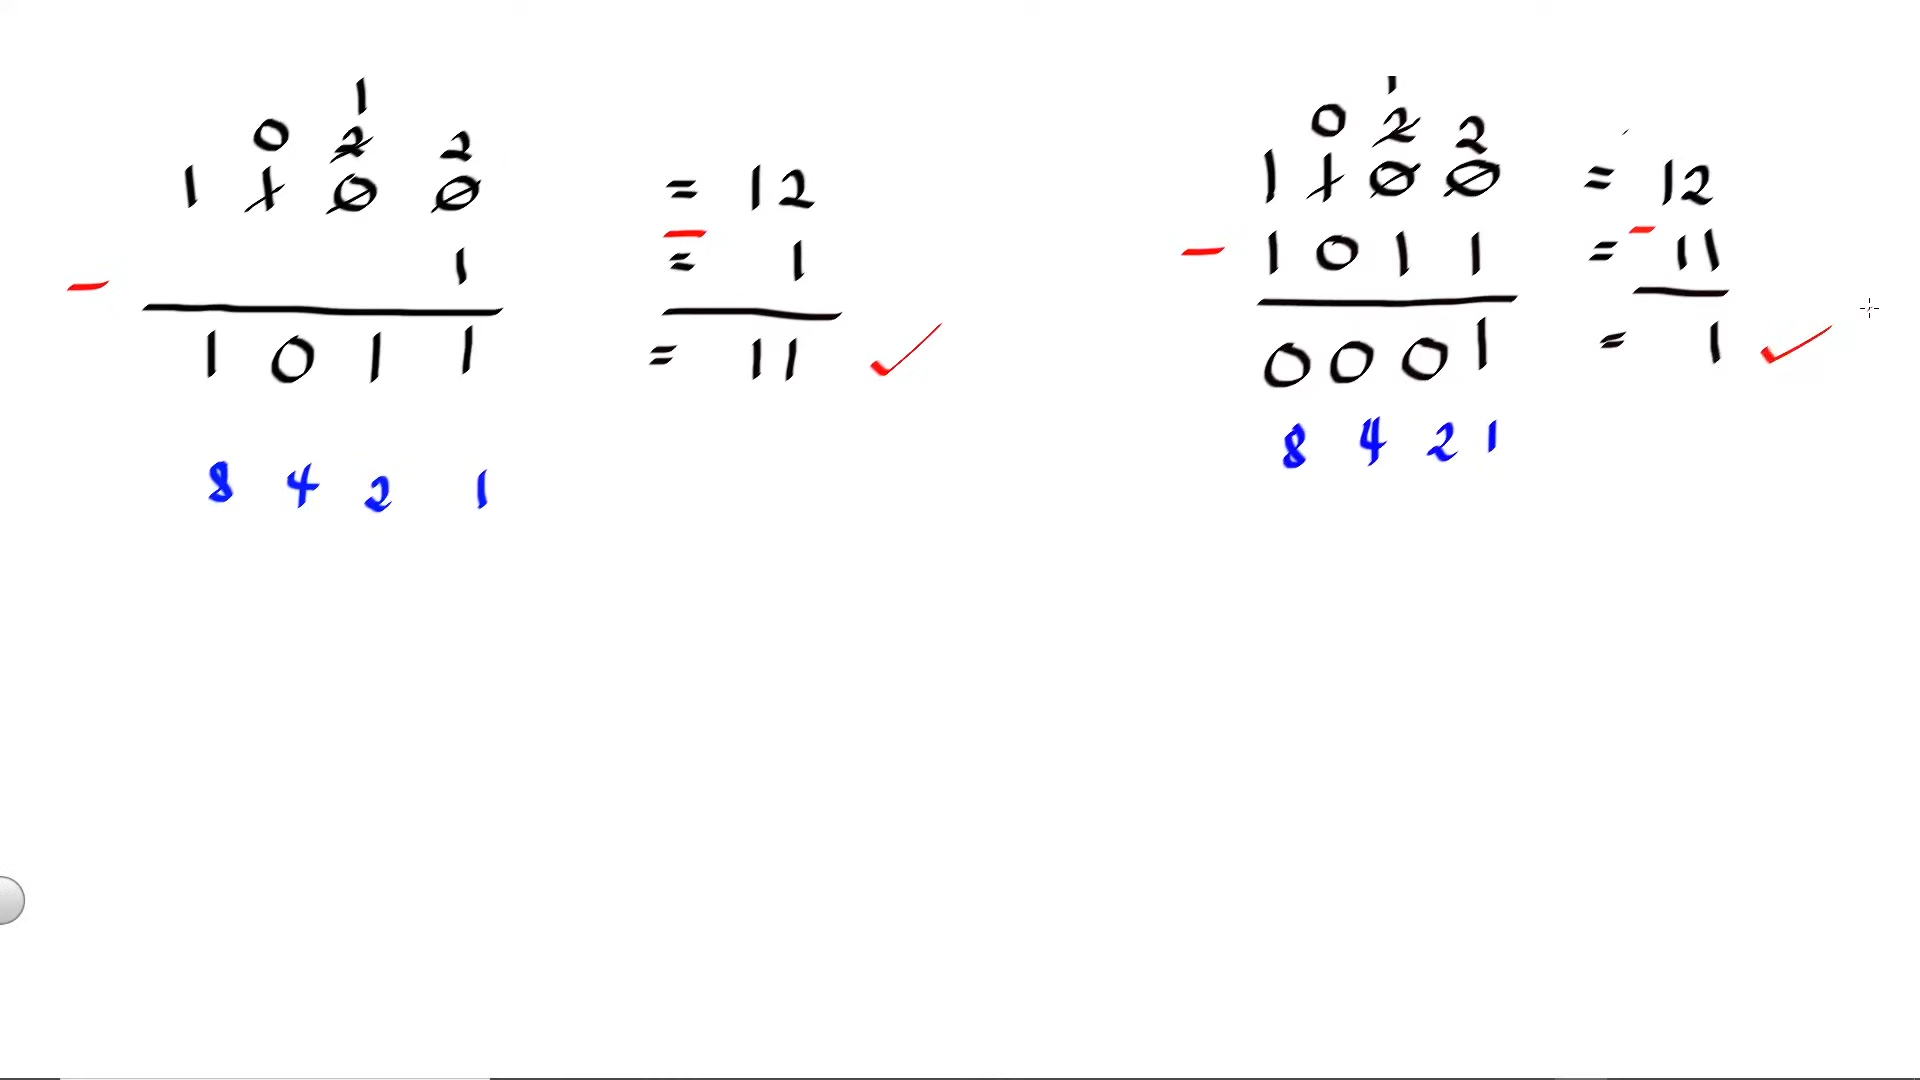 1
0 2 2
1 1 0 0 = 12
- 1 = 1
1 0 1 1 = 11
8 4 2 1
1
0 2 2
1 1 0 0 = 12
- 1 0 1 1 = - 11
0 0 0 1 = 1
8 4 2 1